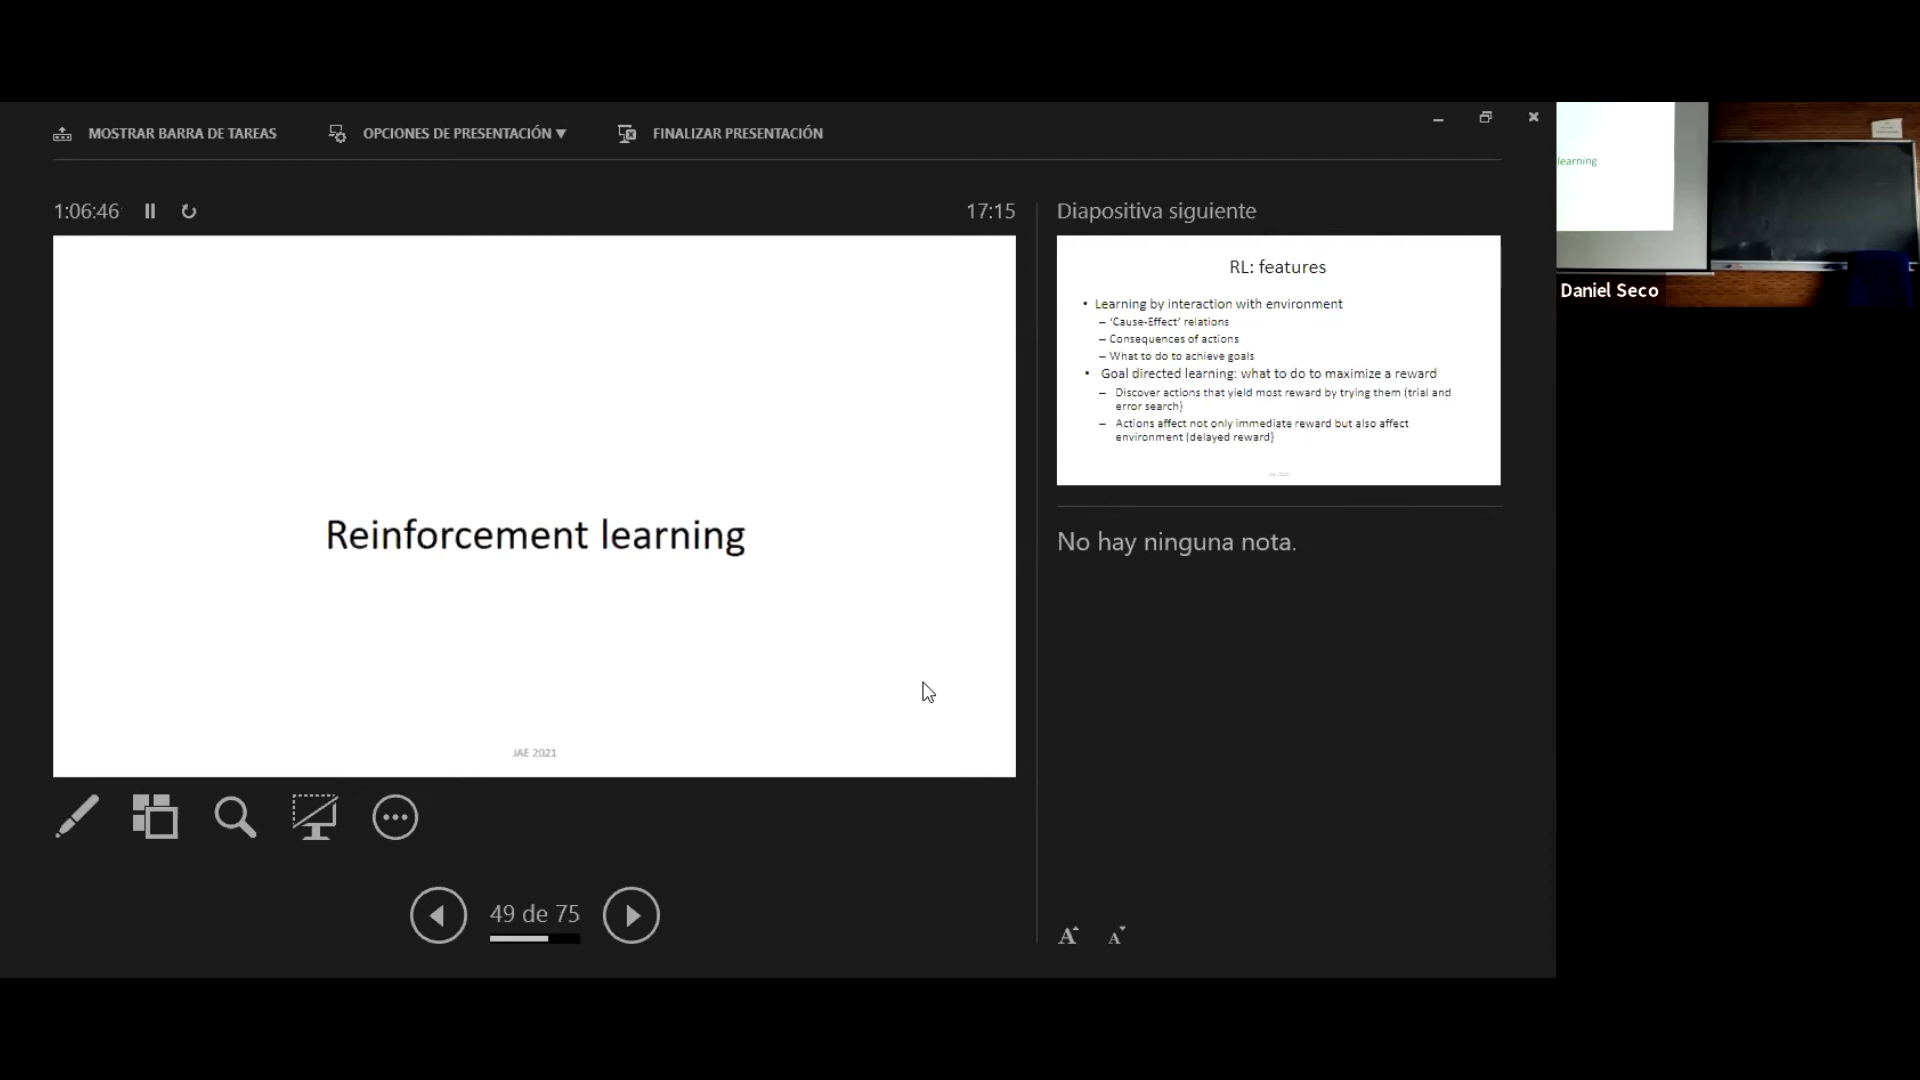 MOSTRAR BARRA DE TAREAS
OPCIONES DE PRESENTACIÓN
FINALIZAR PRESENTACIÓN
1:06:46
17:15
Reinforcement learning
JAE 2021
49 de 75
Diapositiva siguiente
RL: features
• Learning by interaction with environment
– ‘Cause-Effect’ relations
– Consequences of actions
– What to do to achieve goals
• Goal directed learning: what to do to maximize a reward
– Discover actions that yield most reward by trying them (trial and
error search)
– Actions affect not only immediate reward but also affect
environment (delayed reward)
No hay ninguna nota.
A A
learning
Daniel Seco